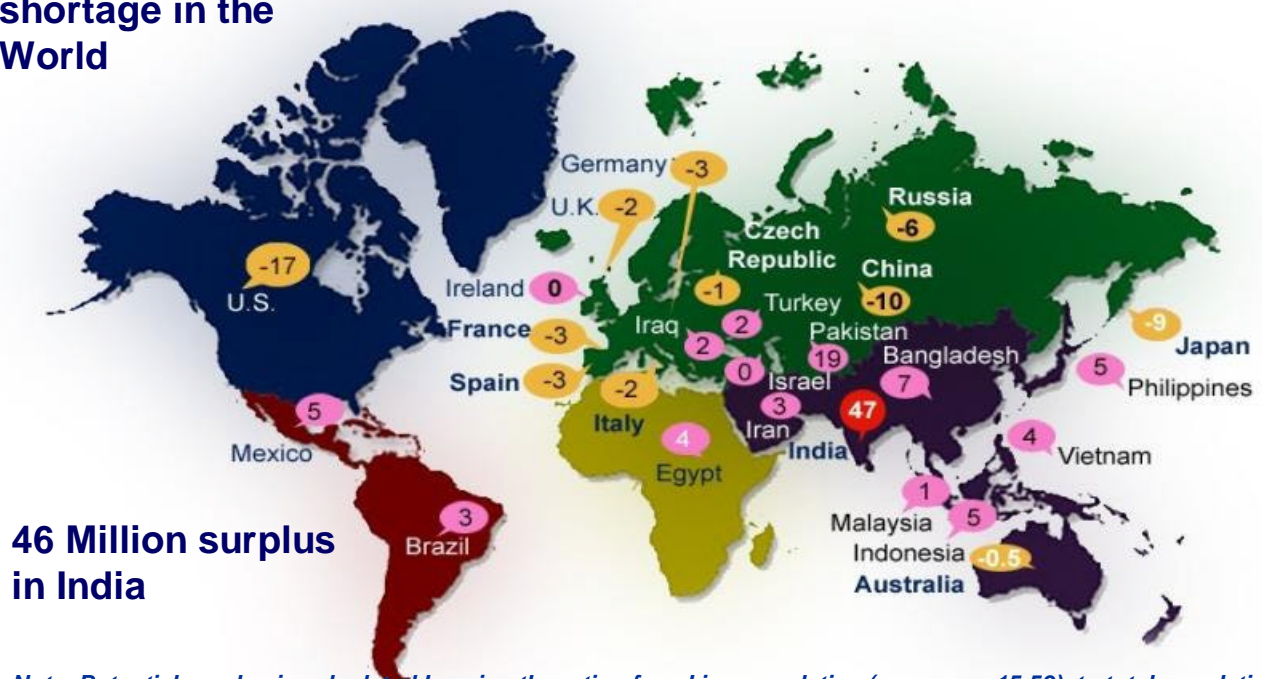 shortage in the
World
Germany -3
U.K. -2
Russia
-6
Czech
Republic
-1
China
-10
-17
U.S.
Ireland 0
France -3
Iraq
2
Turkey
2
Pakistan
19
Spain -3
-2
Italy
0
Israel
Bangladesh
7
-9
Japan
5
Philippines
3
Iran
47
India
5
Mexico
4
Egypt
4
Vietnam
3
Brazil
1
Malaysia
5
Indonesia
-0.5
Australia
46 Million surplus
in India